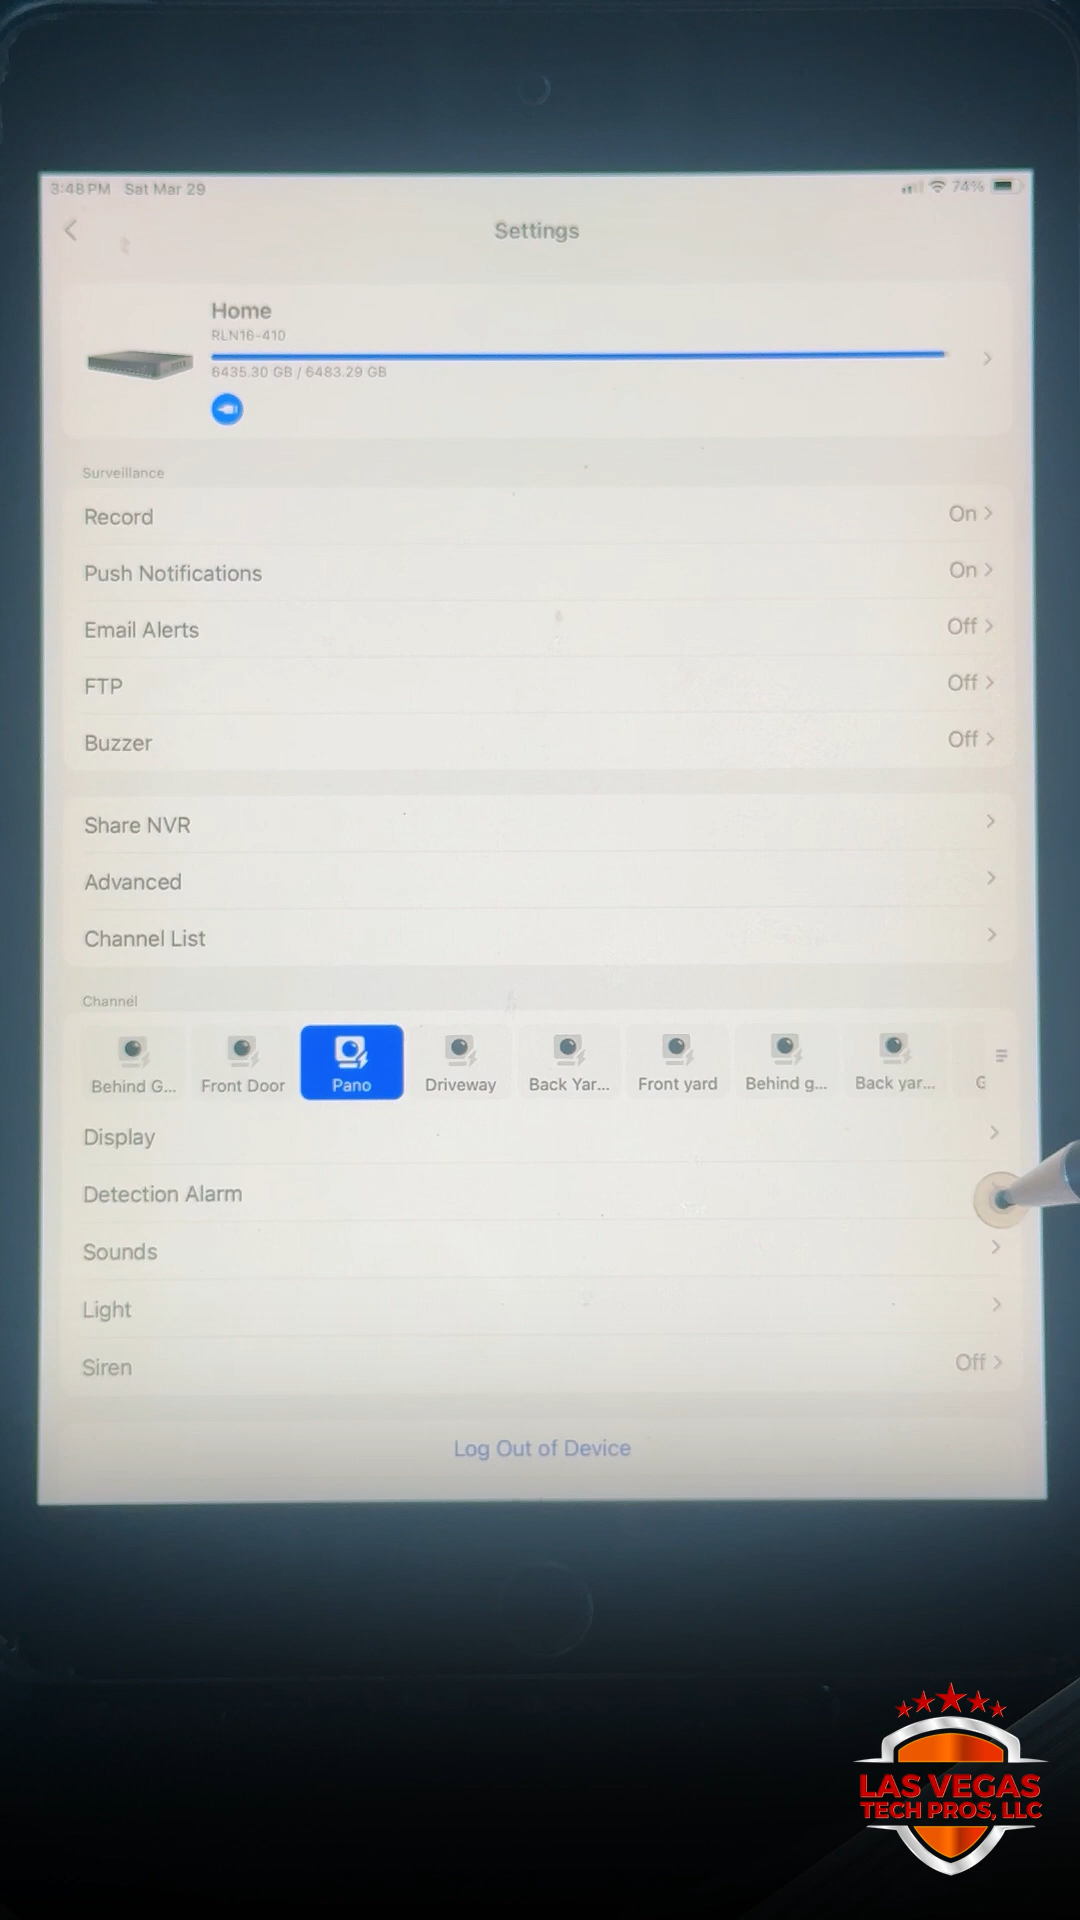 3:48 PM Sat Mar 29
74%
Settings
Home
RLN16-410
6435.30 GB / 6483.29 GB
Surveillance
Record On
Push Notifications On
Email Alerts Off
FTP Off
Buzzer Off
Share NVR
Advanced
Channel List
Channel
Behind G... Front Door Pano Driveway Back Yar... Front yard Behind g... Back yar... G
Display
Detection Alarm
Sounds
Light
Siren Off
Log Out of Device
LAS VEGAS
TECH PROS, LLC